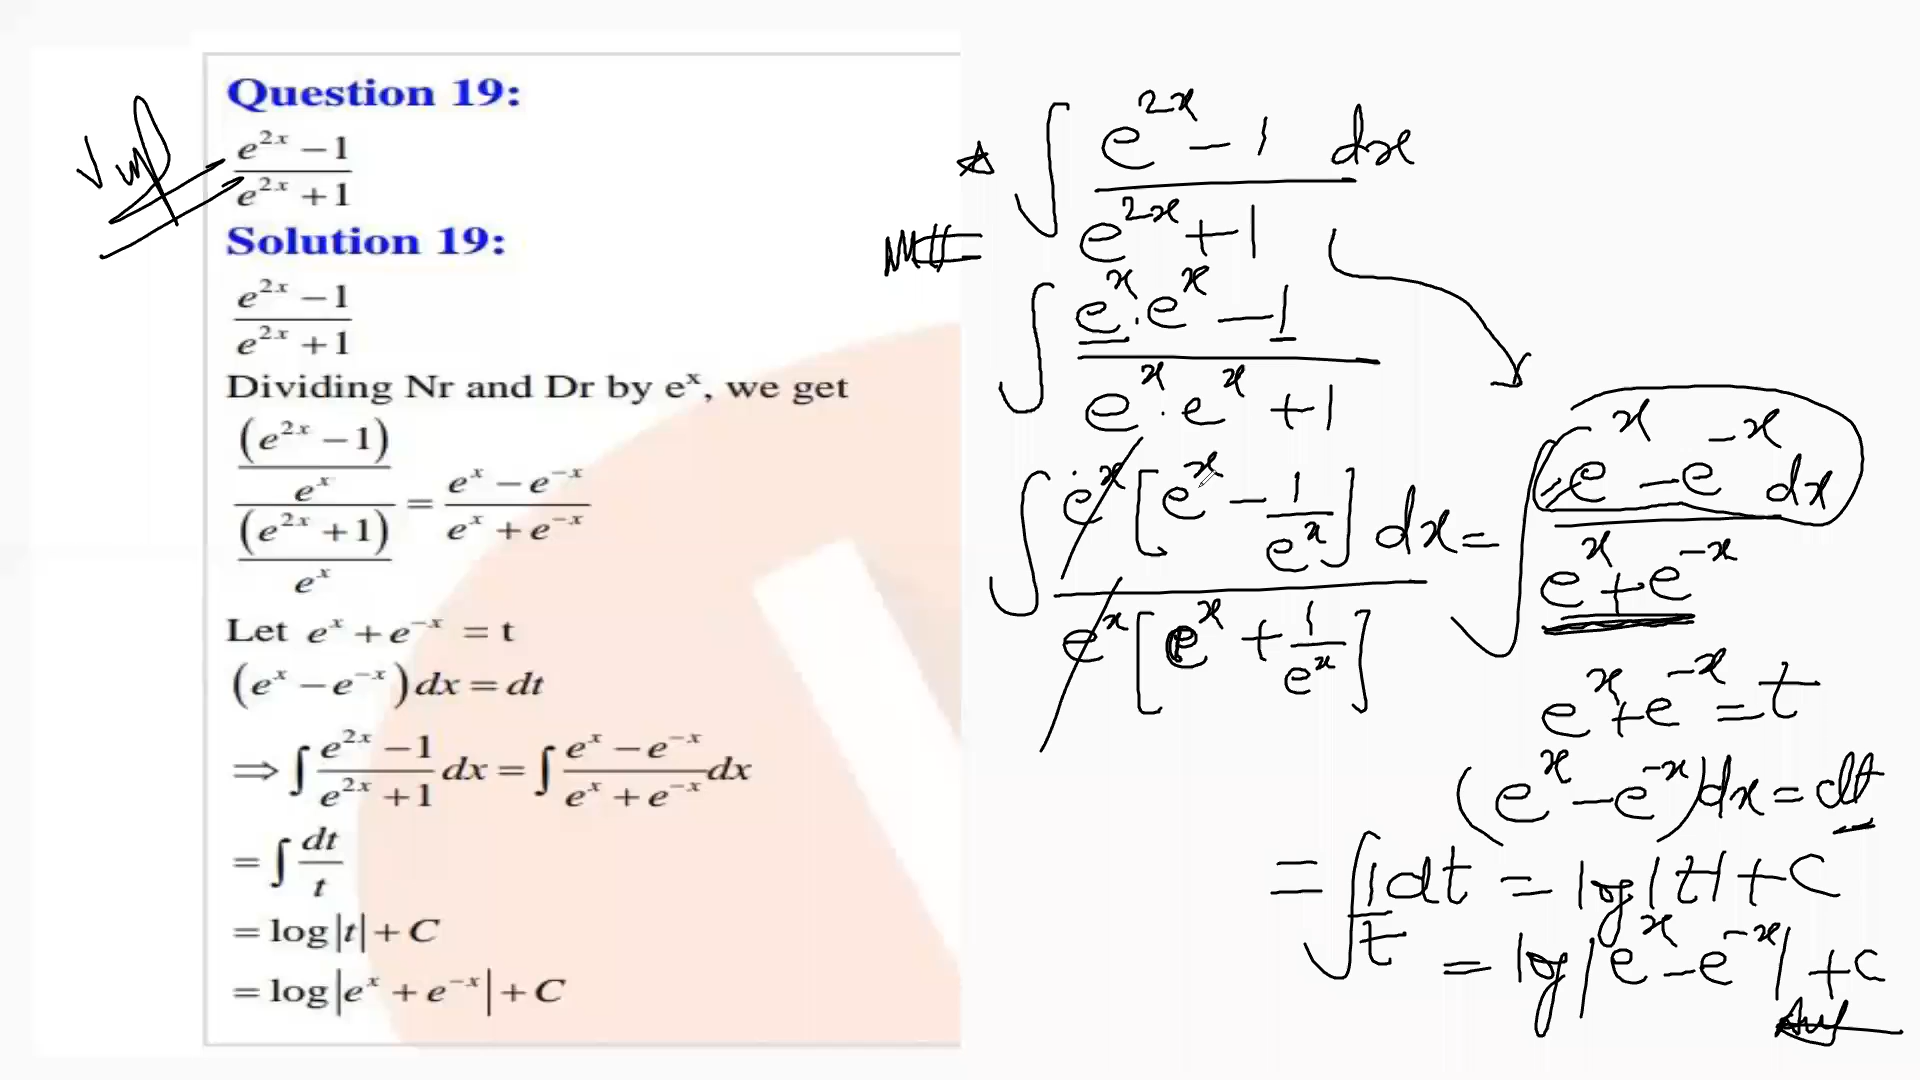 Question 19:
e^{2x} − 1 / e^{2x} + 1
Solution 19:
e^{2x} − 1 / e^{2x} + 1
Dividing Nr and Dr by e^x, we get
((e^{2x} − 1) / e^x) / ((e^{2x} + 1) / e^x) = (e^x − e^{−x}) / (e^x + e^{−x})
Let e^x + e^{−x} = t
(e^x − e^{−x})dx = dt
⇒ ∫ (e^{2x} − 1) / (e^{2x} + 1) dx = ∫ (e^x − e^{−x}) / (e^x + e^{−x}) dx
= ∫ dt / t
= log|t| + C
= log|e^x + e^{−x}| + C
∫ (e^{2x} − 1) / (e^{2x} + 1) dx
∫ (e^x · e^x − 1) / (e^x · e^x + 1)
∫ e^x [e^x − 1/e^x] / e^x [e^x + 1/e^x] dx = ∫ (e^x − e^{−x} dx) / (e^x + e^{−x})
e^x + e^{−x} = t
(e^x − e^{−x})dx = dt
= ∫ 1/t dt = log|t| + C
= log|e^x − e^{−x}| + C